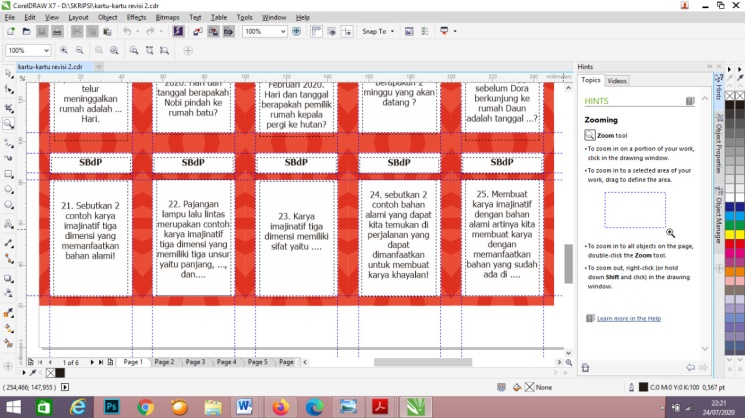 CorelDRAW X7 - D:\SKRIPSI\kartu-kartu revisi 2.cdr
File Edit View Layout Object Effects Bitmaps Text Table Tools Window Help
100%
Snap To
100%
kartu-kartu revisi 2.cdr
telur
meninggalkan
rumah adalah ...
Hari.
2020. Hari dan
tanggal berapakah
Nobi pindah ke
rumah batu?
Februari 2020.
Hari dan tanggal
berapakah pemilik
rumah kepala
pergi ke hutan?
berapakah 2
minggu yang akan
datang ?
sebelum Dora
berkunjung ke
rumah Daun
adalah tanggal ...?
SBdP
SBdP
SBdP
SBdP
SBdP
21. Sebutkan 2
contoh karya
imajinatif tiga
dimensi yang
memanfaatkan
bahan alami!
22. Pajangan
lampu lalu lintas
merupakan contoh
karya imajinatif
tiga dimensi yang
memiliki tiga unsur
yaitu panjang, ...,
dan....
23. Karya
imajinatif tiga
dimensi memiliki
sifat yaitu ....
24. sebutkan 2
contoh bahan
alami yang dapat
kita temukan di
perjalanan yang
dapat
dimanfaatkan
untuk membuat
karya khayalan!
25. Membuat
karya imajinatif
dengan bahan
alami artinya kita
membuat karya
dengan
memanfaatkan
bahan yang sudah
ada di ....
Hints
Topics Videos
HINTS
Zooming
Zoom tool
• To zoom in on a portion of your work,
click in the drawing window.
• To zoom in to a selected area of your
work, drag to define the area.
• To zoom in to all objects on the page,
double-click the Zoom tool.
• To zoom out, right-click (or hold
down Shift and click) in the drawing
window.
Learn more in the Help
Hints
Object Properties
Object Manager
1 of 6
Page 1 Page 2 Page 3 Page 4 Page 5 Page
( 254,466; 147,955 )
None
C:0 M:0 Y:0 K:100 0,567 pt
22:21
24/07/2020